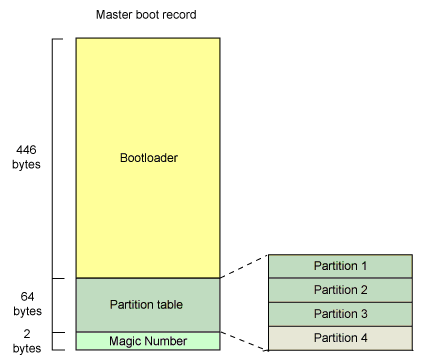 Master boot record
446
bytes
Bootloader
64
bytes
Partition table
2
bytes
Magic Number
Partition 1
Partition 2
Partition 3
Partition 4